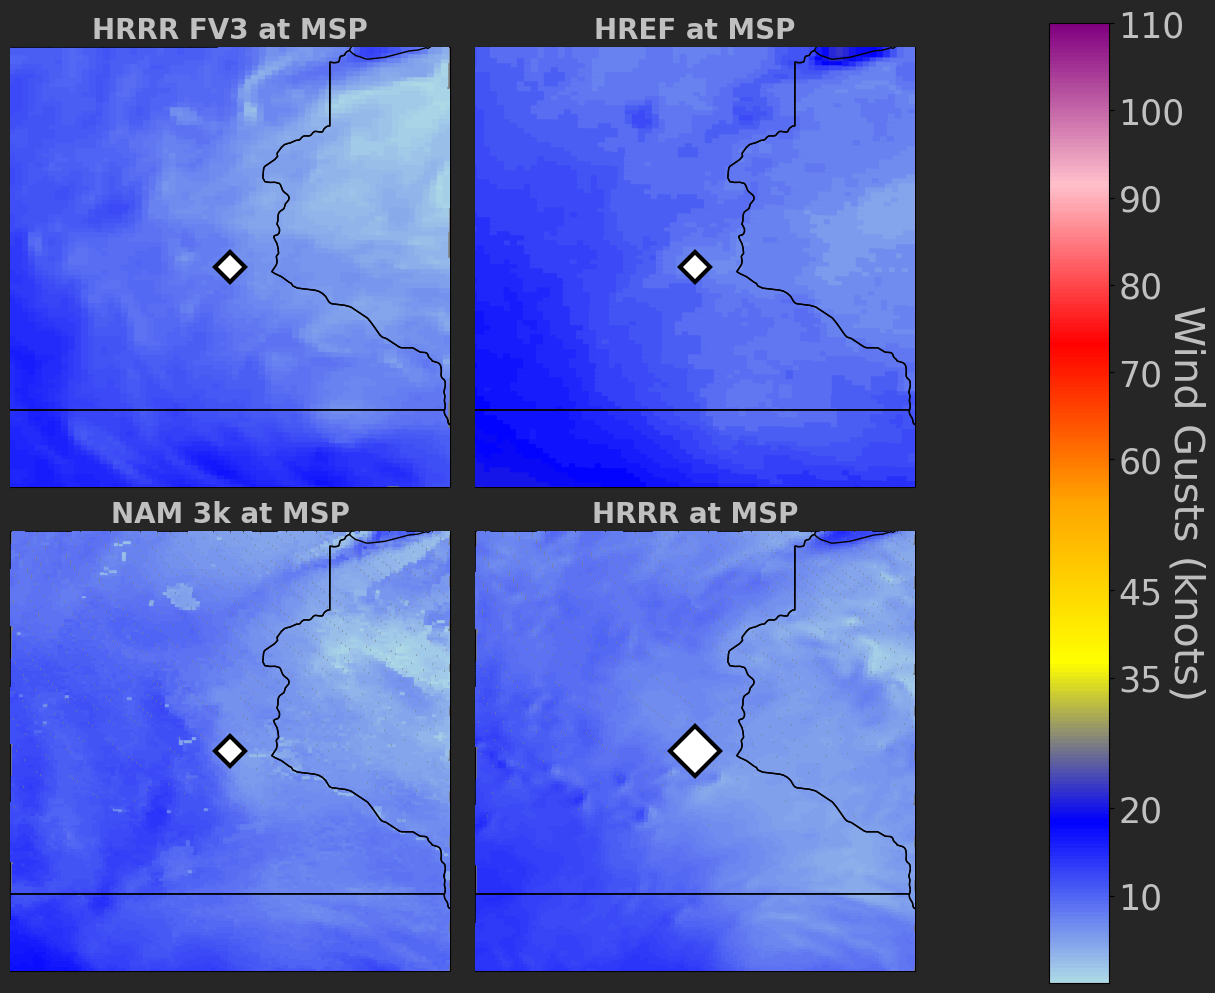 HRRR FV3 at MSP
HREF at MSP
NAM 3k at MSP
HRRR at MSP
110
100
90
80
70
60
45
35
20
10
Wind Gusts (knots)